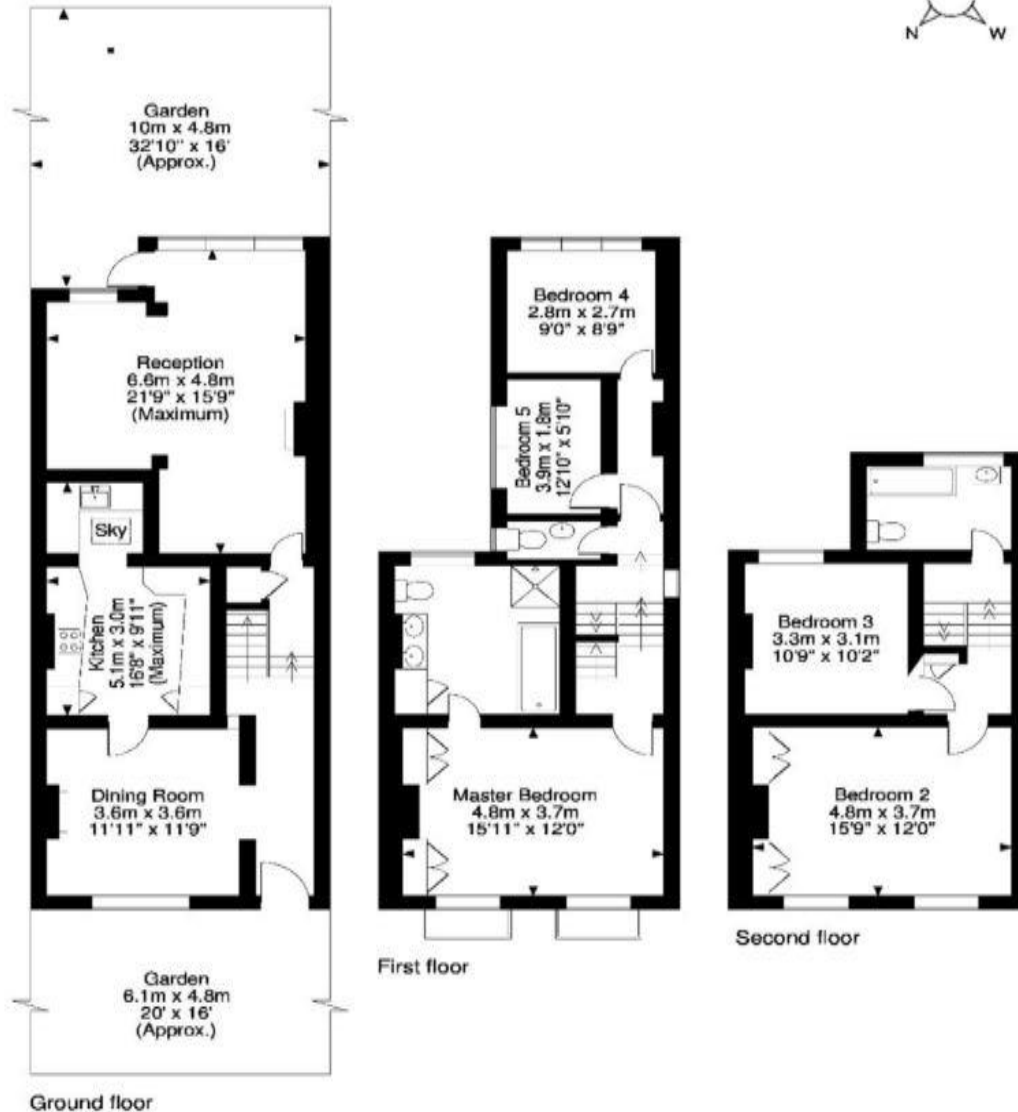 N
W
Garden
10m x 4.8m
32'10" x 16'
(Approx.)
Reception
6.6m x 4.8m
21'9" x 15'9"
(Maximum)
Sky
Kitchen
5.1m x 3.0m
16'8" x 9'11"
(Maximum)
Dining Room
3.6m x 3.6m
11'11" x 11'9"
Garden
6.1m x 4.8m
20' x 16'
(Approx.)
Ground floor
Bedroom 4
2.8m x 2.7m
9'0" x 8'9"
Bedroom 5
3.9m x 1.8m
12'10" x 5'10"
Master Bedroom
4.8m x 3.7m
15'11" x 12'0"
First floor
Bedroom 3
3.3m x 3.1m
10'9" x 10'2"
Bedroom 2
4.8m x 3.7m
15'9" x 12'0"
Second floor